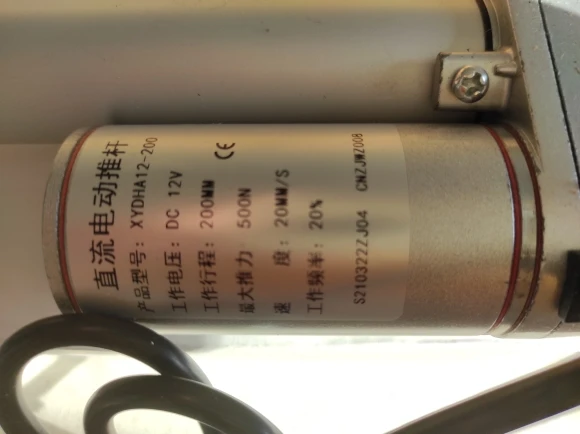 直流电动推杆
产品型号: XYDHA12-200
工作电压: DC 12V
工作行程: 200MM
最大推力 500N
速 度: 20MM/S
工作频率: 20%
CE
S210322ZJ04 CNZJWZ008